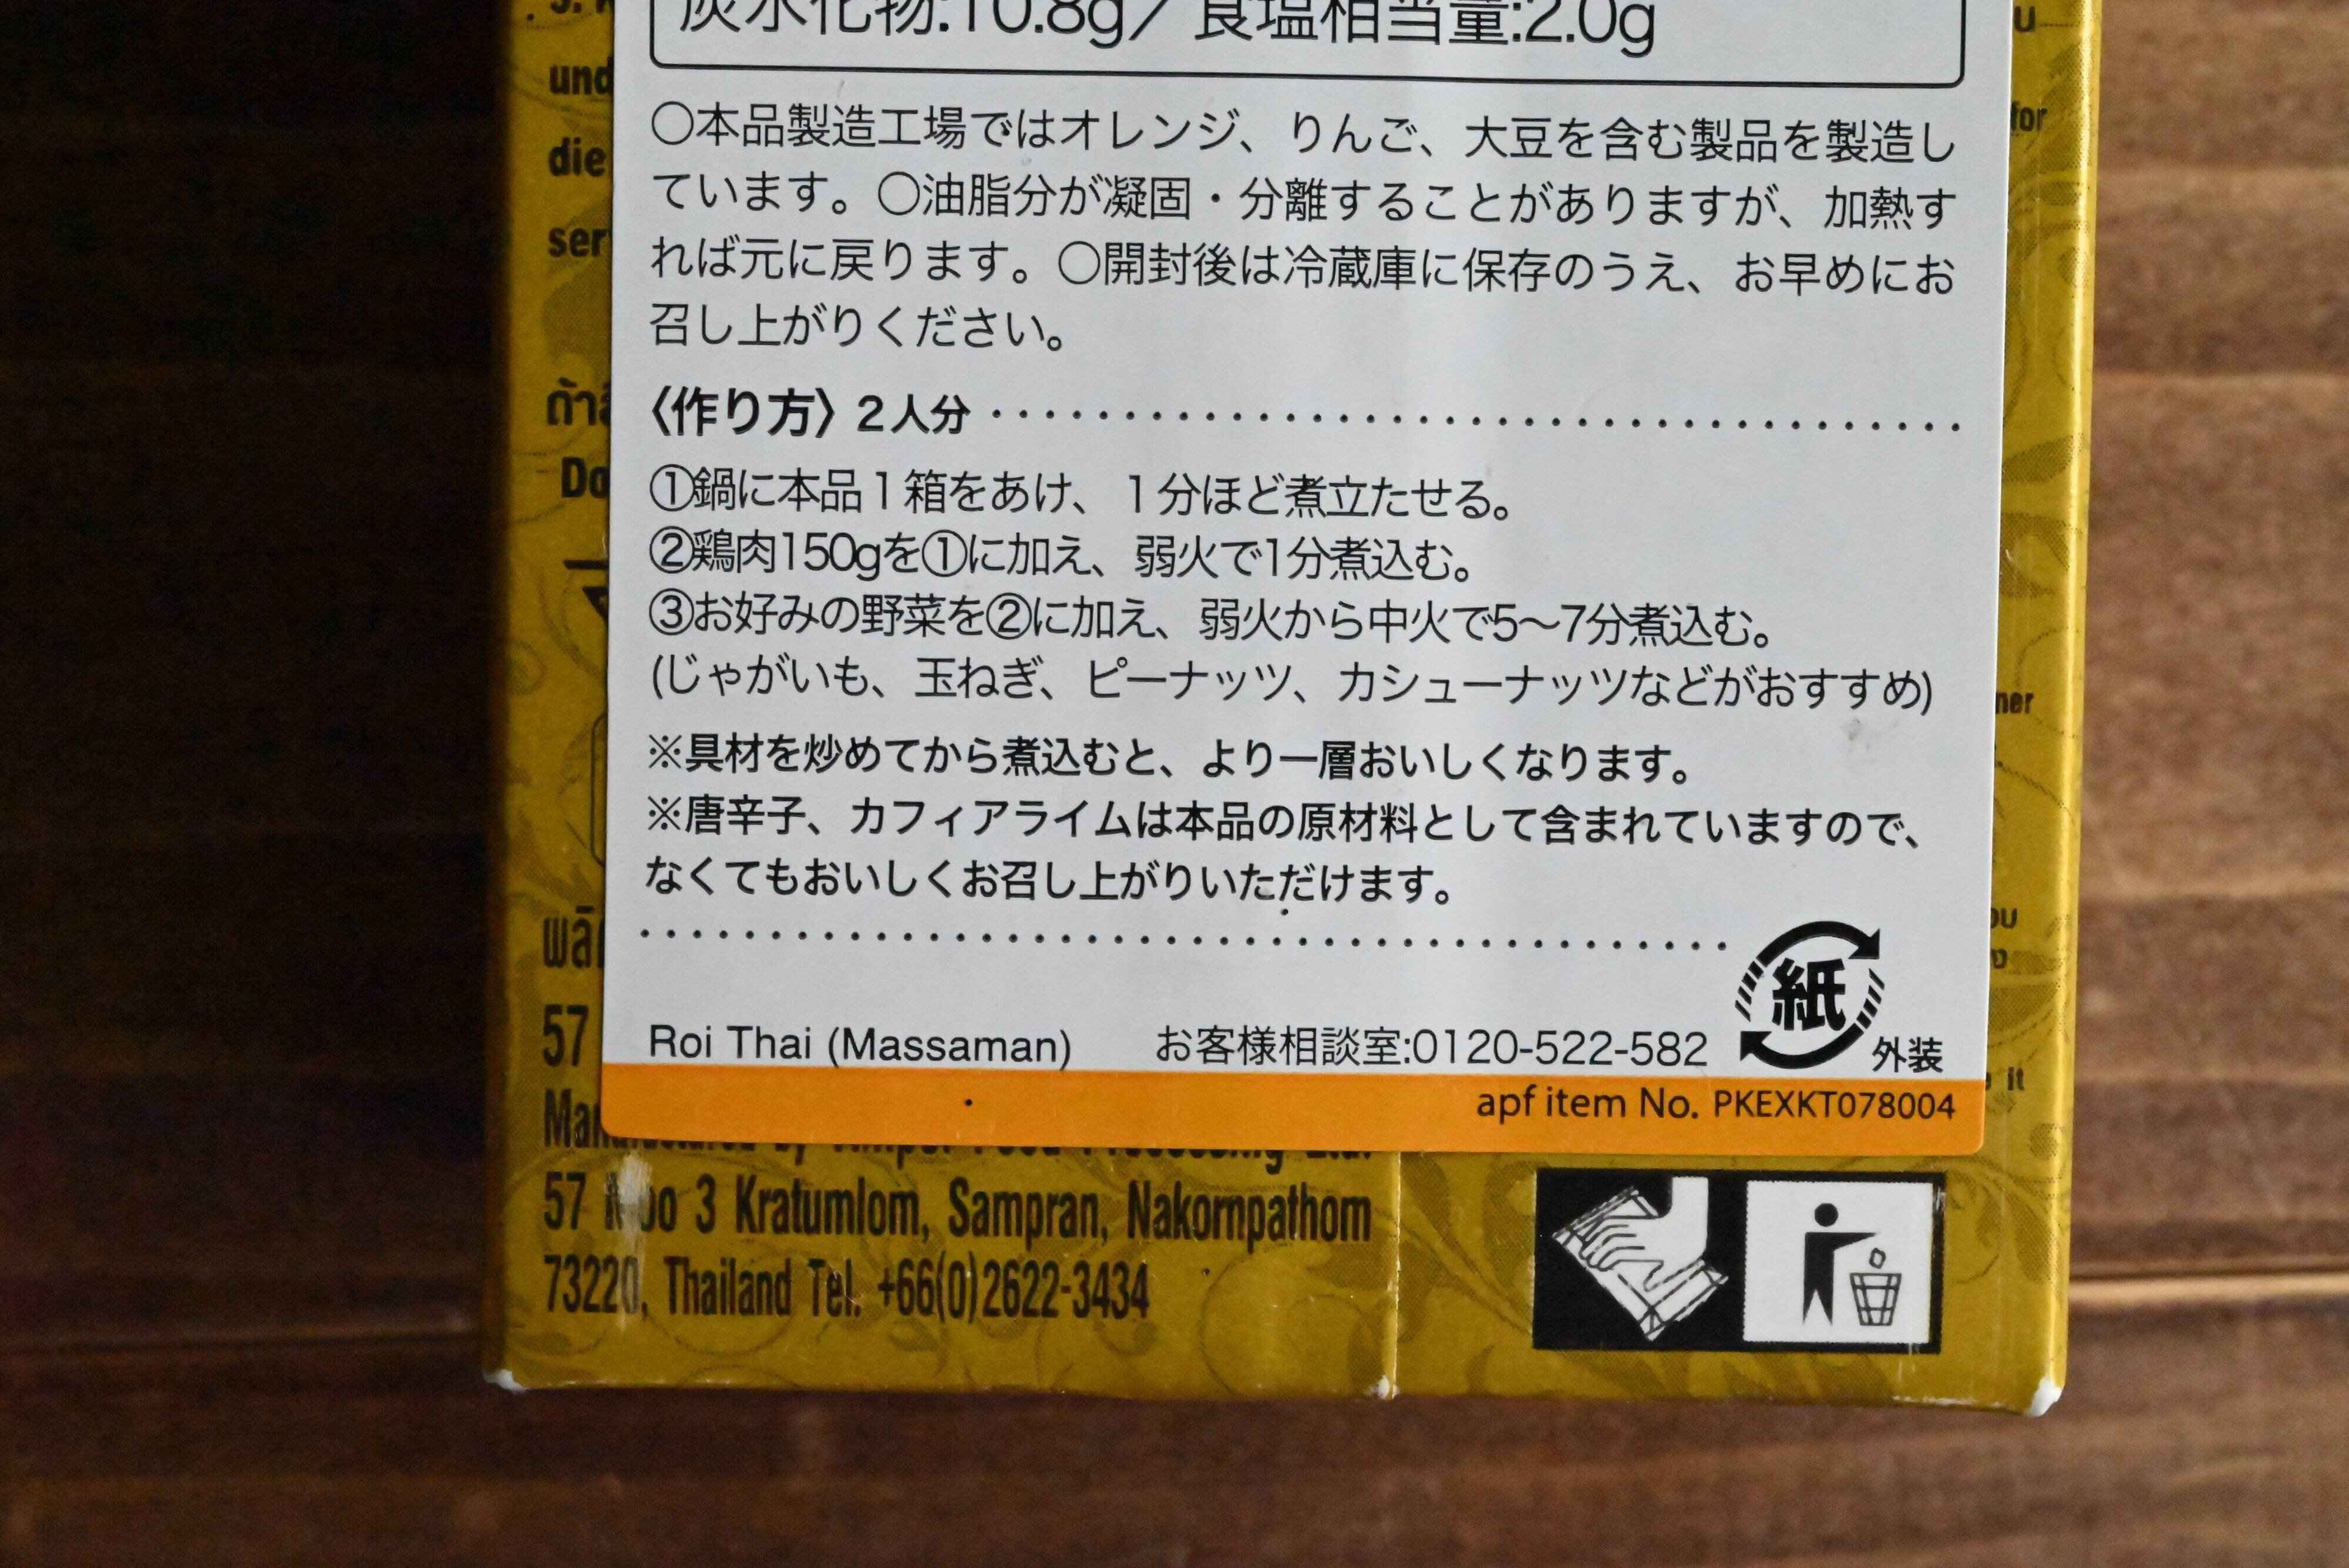 炭水化物:10.8g／食塩相当量:2.0g
○本品製造工場ではオレンジ、りんご、大豆を含む製品を製造し
ています。○油脂分が凝固・分離することがありますが、加熱す
れば元に戻ります。○開封後は冷蔵庫に保存のうえ、お早めにお
召し上がりください。
〈作り方〉2人分
①鍋に本品1箱をあけ、1分ほど煮立たせる。
②鶏肉150gを①に加え、弱火で1分煮込む。
③お好みの野菜を②に加え、弱火から中火で5〜7分煮込む。
(じゃがいも、玉ねぎ、ピーナッツ、カシューナッツなどがおすすめ)
※具材を炒めてから煮込むと、より一層おいしくなります。
※唐辛子、カフィアライムは本品の原材料として含まれていますので、
なくてもおいしくお召し上がりいただけます。
紙
外装
Roi Thai (Massaman) お客様相談室:0120-522-582
apf item No. PKEXKT078004
57 3 Kratumlom, Sampran, Nakornpathom
73220, Thailand Tel. +66(0)2622-3434